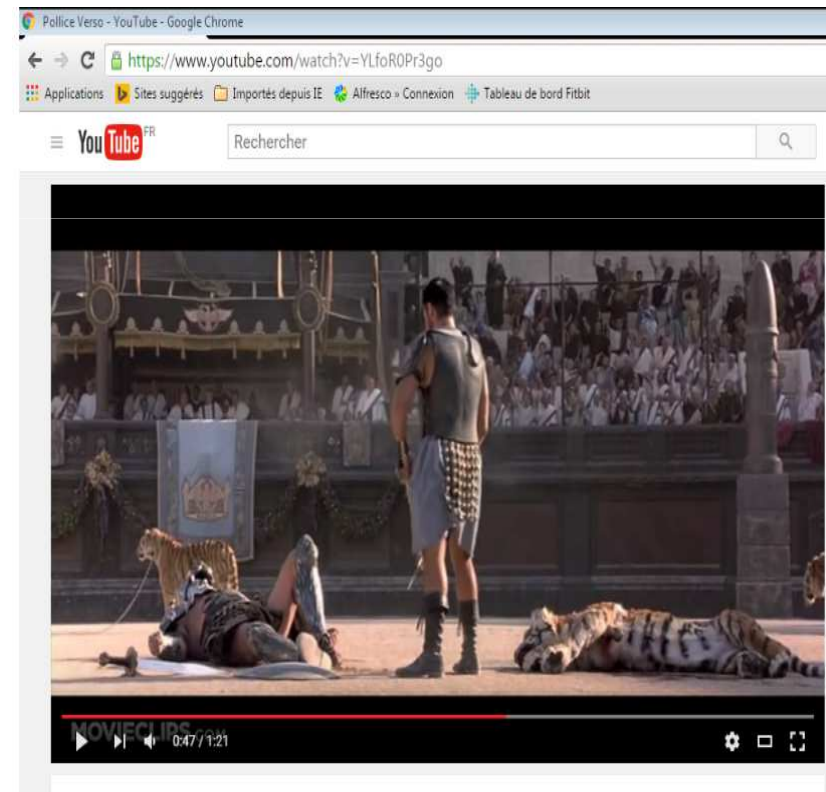 Pollice Verso - YouTube - Google Chrome
https://www.youtube.com/watch?v=YLfoR0Pr3go
Applications Sites suggérés Importés depuis IE Alfresco » Connexion Tableau de bord Fitbit
YouTube FR Rechercher
MOVIECLIPS.COM
0:47 / 1:21